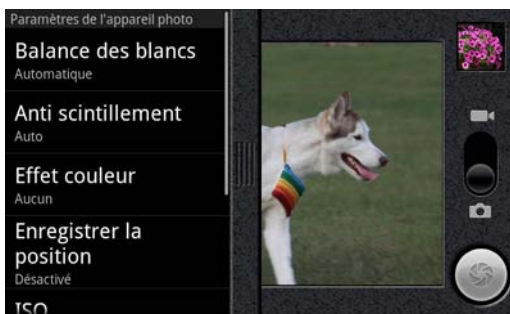 Paramètres de l'appareil photo
Balance des blancs
Automatique
Anti scintillement
Auto
Effet couleur
Aucun
Enregistrer la
position
Désactivé
ISO